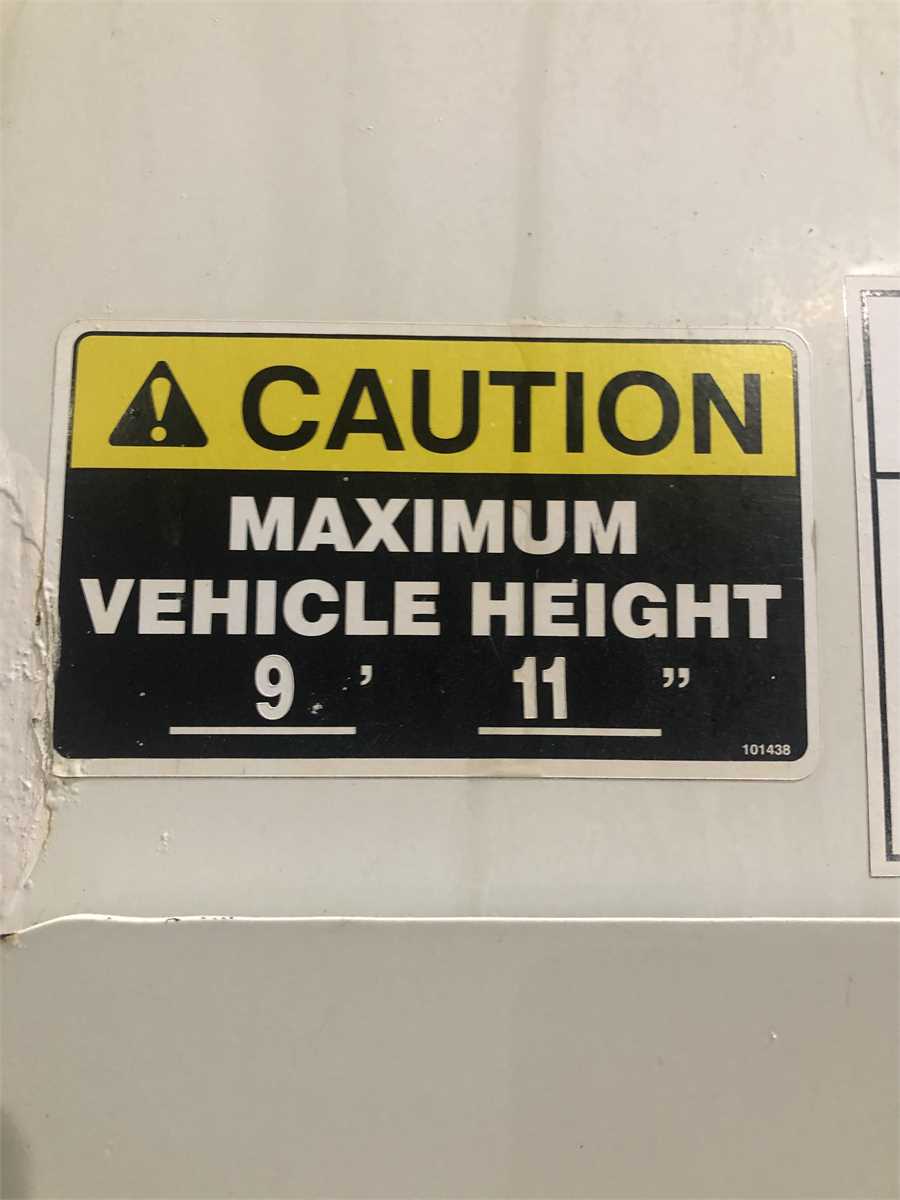 CAUTION
MAXIMUM
VEHICLE HEIGHT
9 ’ 11 ”
101438